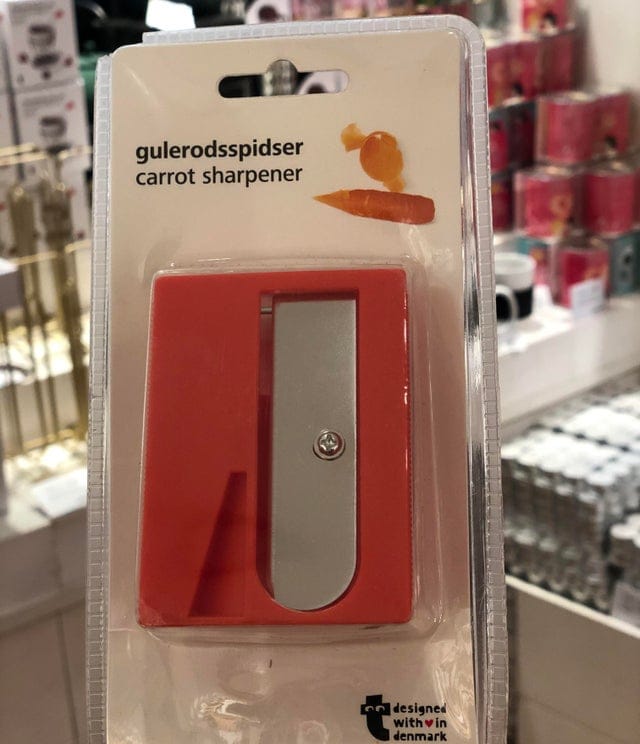 gulerodsspidser
carrot sharpener
designed
with♥in
denmark